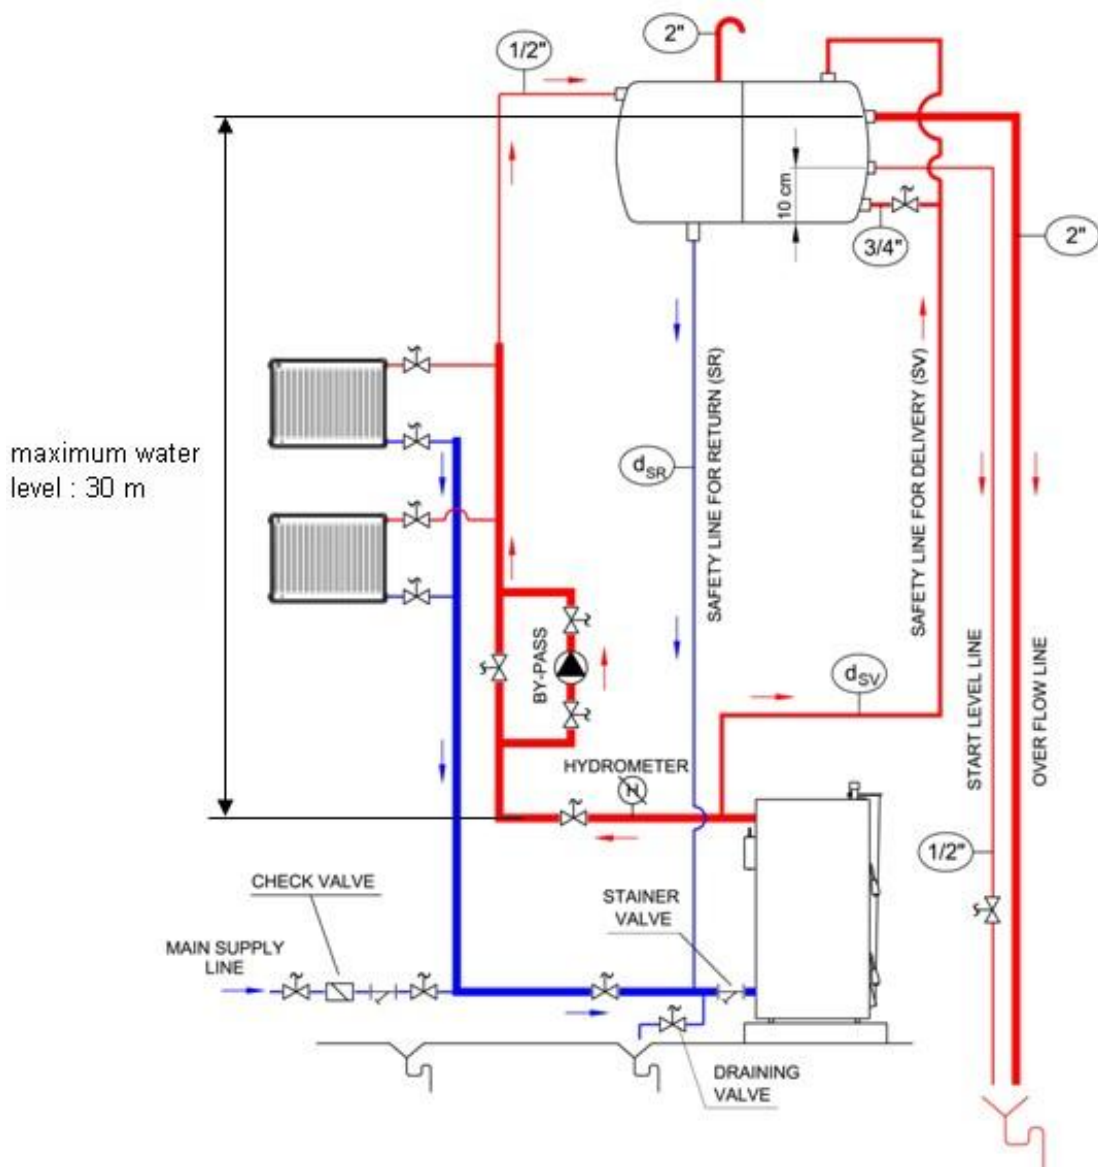 2"
1/2"
10 cm
3/4"
2"
maximum water
level : 30 m
SAFETY LINE FOR RETURN (SR)
SAFETY LINE FOR DELIVERY (SV)
dSR
BY-PASS
dSV
START LEVEL LINE
OVER FLOW LINE
HYDROMETER
H
1/2"
CHECK VALVE
STAINER
VALVE
MAIN SUPPLY
LINE
DRAINING
VALVE